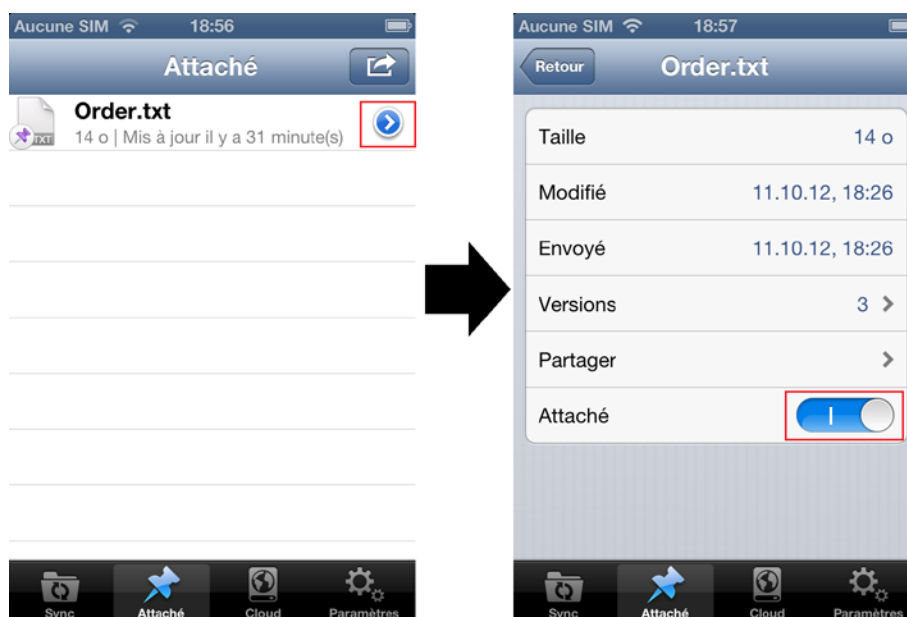 Aucune SIM 18:56
Attaché
Order.txt
TXT
14 o | Mis à jour il y a 31 minute(s)
Sync Attaché Cloud Paramètres
Aucune SIM 18:57
Retour Order.txt
Taille 14 o
Modifié 11.10.12, 18:26
Envoyé 11.10.12, 18:26
Versions 3
Partager
Attaché
Sync Attaché Cloud Paramètres